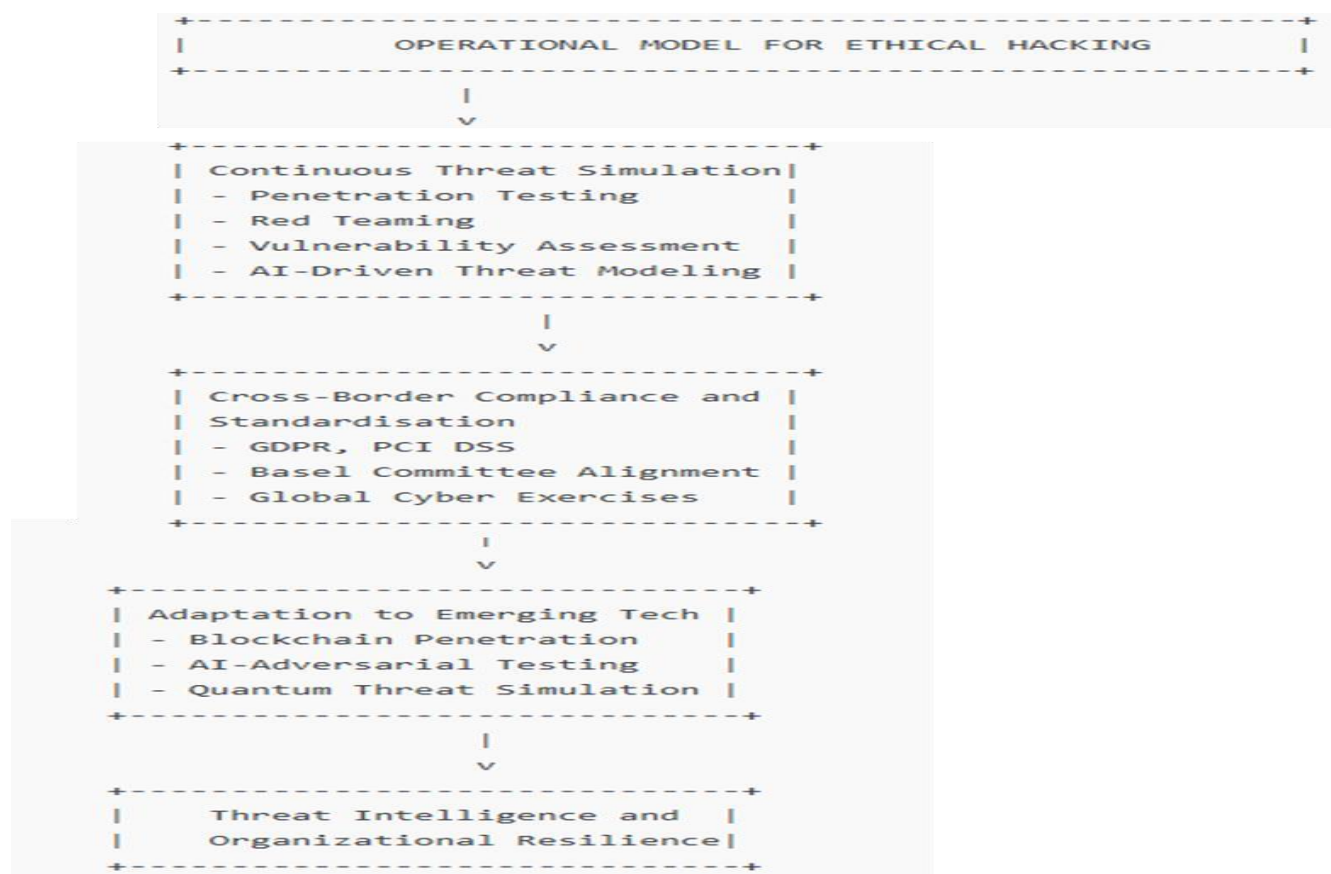 +-------------------------------------------------------+
| OPERATIONAL MODEL FOR ETHICAL HACKING |
+-------------------------------------------------------+
|
v
+-------------------------------+
| Continuous Threat Simulation|
| - Penetration Testing |
| - Red Teaming |
| - Vulnerability Assessment |
| - AI-Driven Threat Modeling |
+-------------------------------+
|
v
+-------------------------------+
| Cross-Border Compliance and |
| Standardisation |
| - GDPR, PCI DSS |
| - Basel Committee Alignment |
| - Global Cyber Exercises |
+-------------------------------+
|
v
+-------------------------------+
| Adaptation to Emerging Tech |
| - Blockchain Penetration |
| - AI-Adversarial Testing |
| - Quantum Threat Simulation |
+-------------------------------+
|
v
+-------------------------------+
| Threat Intelligence and |
| Organizational Resilience|
+-------------------------------+